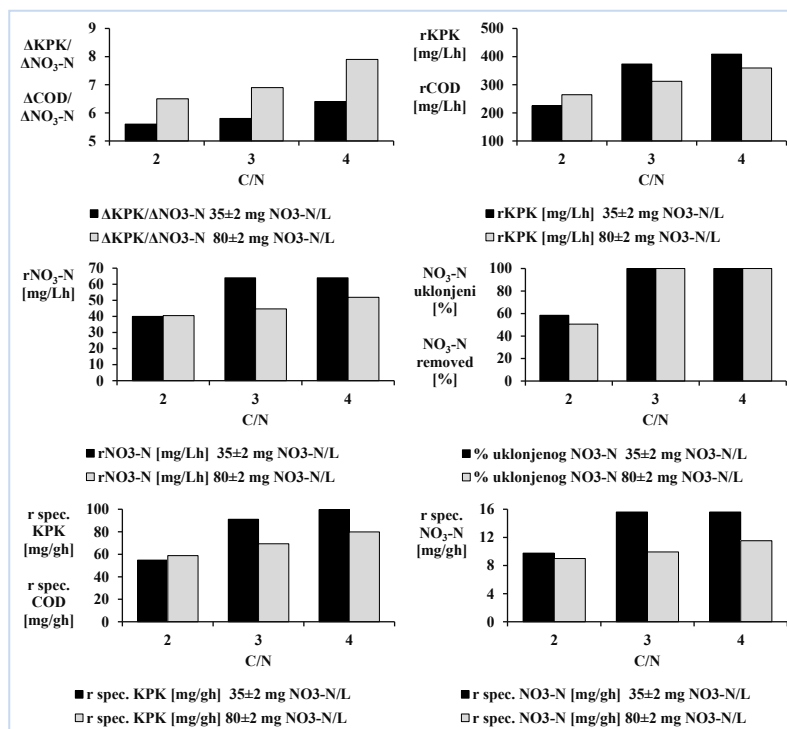 ΔKPK/
ΔNO₃-N
ΔCOD/
ΔNO₃-N
9
8
7
6
5
2 3 4
C/N
ΔKPK/ΔNO3-N 35±2 mg NO3-N/L
ΔKPK/ΔNO3-N 80±2 mg NO3-N/L
rKPK
[mg/Lh]
rCOD
[mg/Lh]
500
400
300
200
100
2 3 4
C/N
rKPK [mg/Lh] 35±2 mg NO3-N/L
rKPK [mg/Lh] 80±2 mg NO3-N/L
rNO₃-N
[mg/Lh]
70
60
50
40
30
20
10
0
2 3 4
C/N
rNO3-N [mg/Lh] 35±2 mg NO3-N/L
rNO3-N [mg/Lh] 80±2 mg NO3-N/L
NO₃-N
uklonjeni
[%]
NO₃-N
removed
[%]
100
80
60
40
20
0
2 3 4
C/N
% uklonjenog NO3-N 35±2 mg NO3-N/L
% uklonjenog NO3-N 80±2 mg NO3-N/L
r spec.
KPK
[mg/gh]
r spec.
COD
[mg/gh]
100
80
60
40
20
0
2 3 4
C/N
r spec. KPK [mg/gh] 35±2 mg NO3-N/L
r spec. KPK [mg/gh] 80±2 mg NO3-N/L
r spec.
NO₃-N
[mg/gh]
16
12
8
4
0
2 3 4
C/N
r spec. NO3-N [mg/gh] 35±2 mg NO3-N/L
r spec. NO3-N [mg/gh] 80±2 mg NO3-N/L